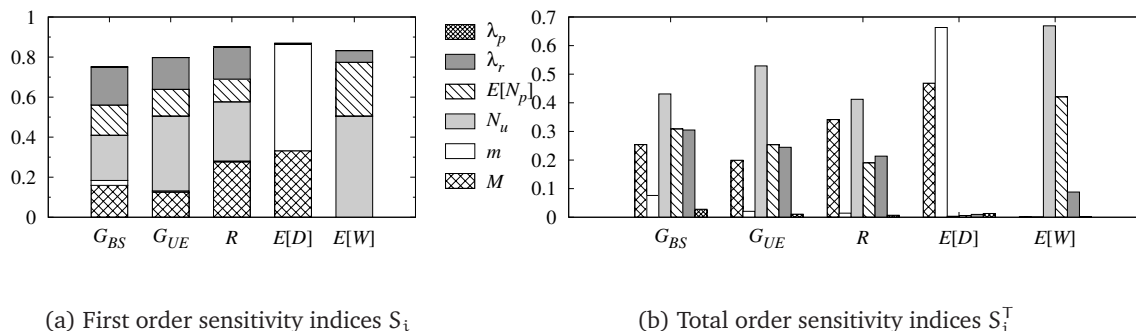 1
0.8
0.6
0.4
0.2
0
G_BS G_UE R E[D] E[W]
λ_p
λ_r
E[N_p]
N_u
m
M
0.7
0.6
0.5
0.4
0.3
0.2
0.1
0
G_BS G_UE R E[D] E[W]
(a) First order sensitivity indices S_i
(b) Total order sensitivity indices S_i^T